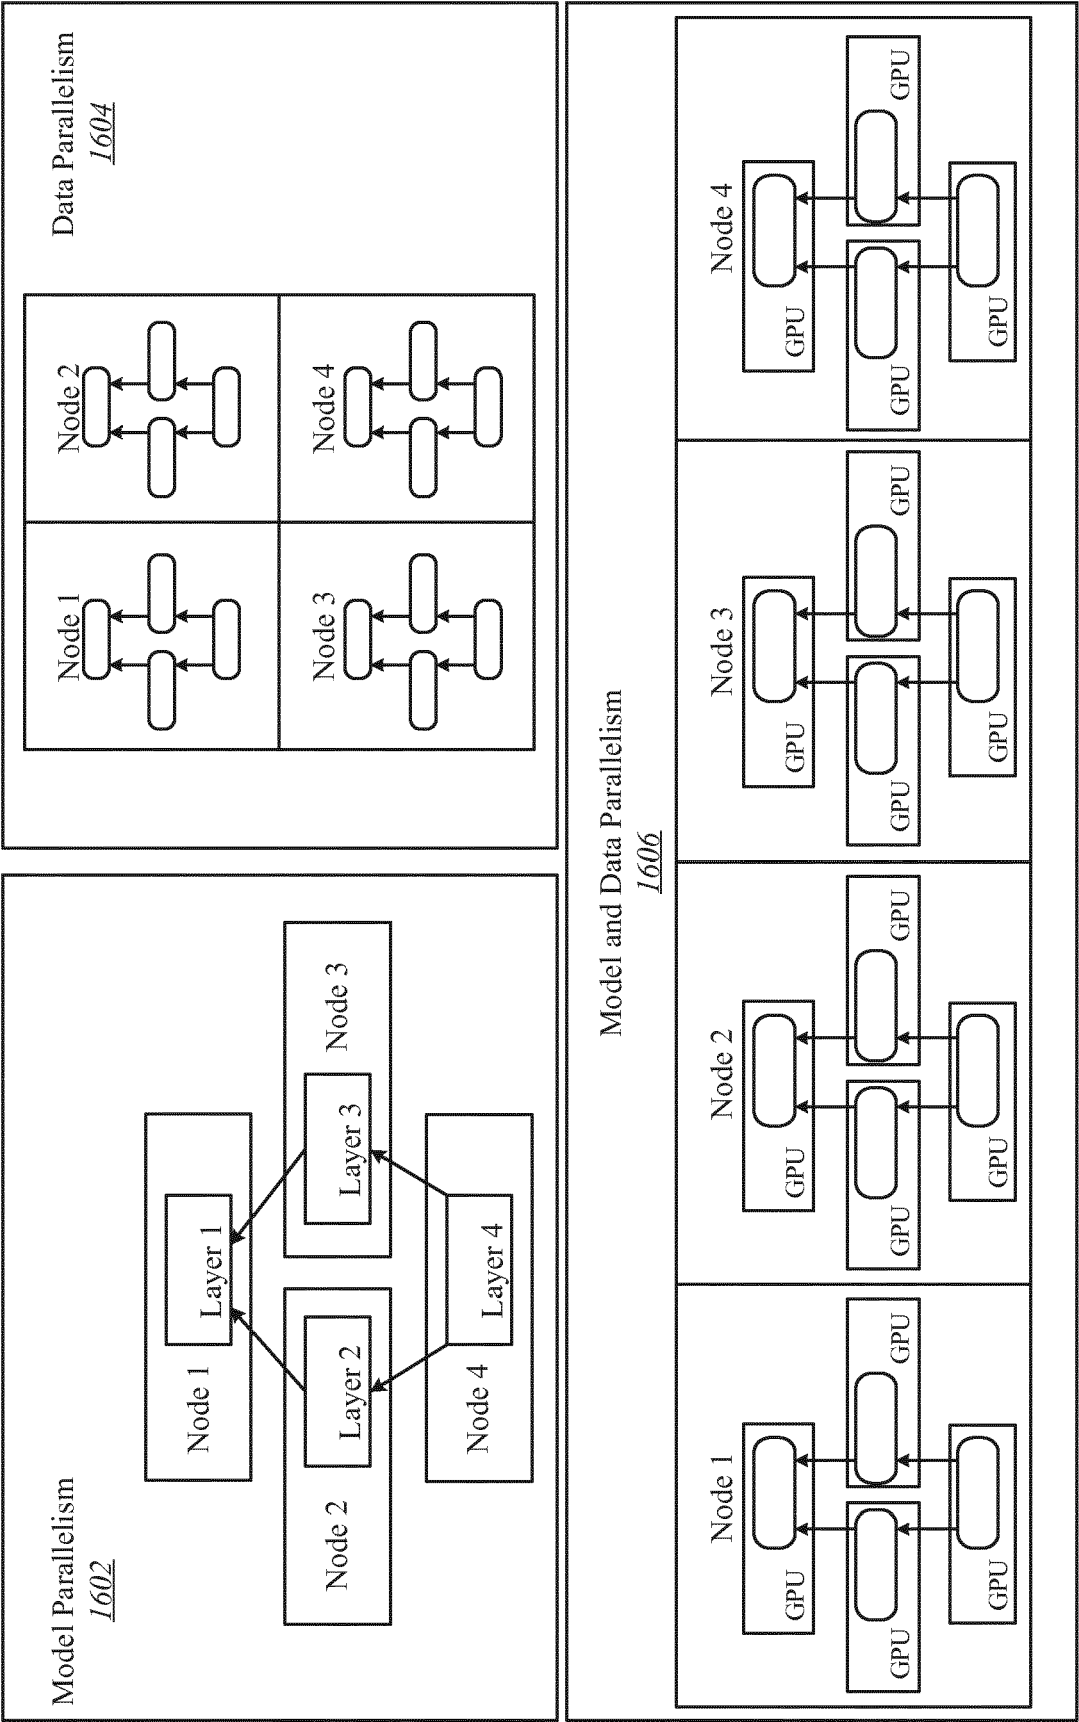 Model Parallelism
1602
Node 1
Layer 1
Node 2
Layer 2
Layer 3
Node 3
Node 4
Layer 4
Data Parallelism
1604
Node 1
Node 2
Node 3
Node 4
Model and Data Parallelism
1606
Node 1
GPU
GPU
GPU
GPU
Node 2
GPU
GPU
GPU
GPU
Node 3
GPU
GPU
GPU
GPU
Node 4
GPU
GPU
GPU
GPU